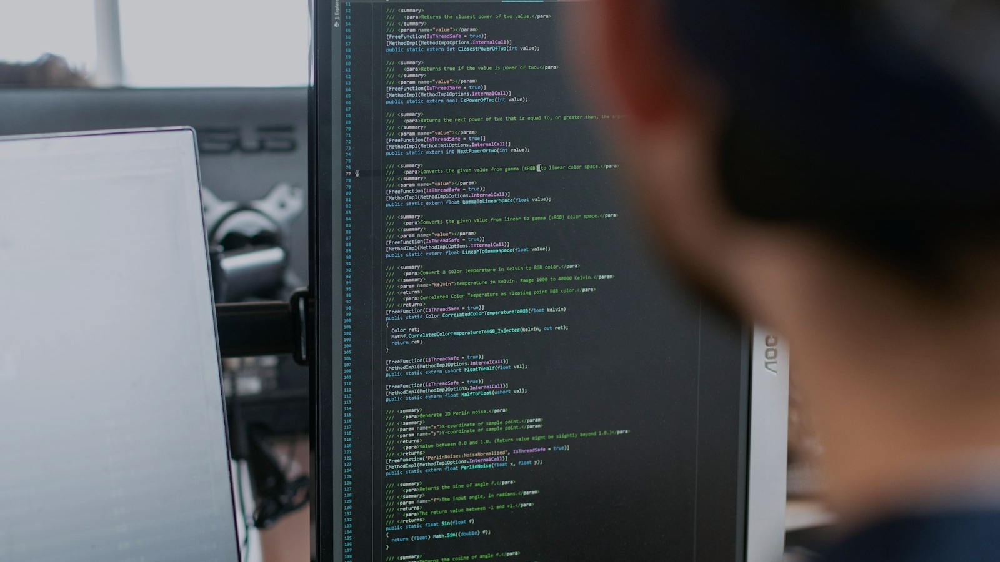 /// <summary>
///   <para>Returns the closest power of two value.</para>
/// </summary>
/// <param name="value"></param>
[FreeFunction(IsThreadSafe = true)]
[MethodImpl(MethodImplOptions.InternalCall)]
public static extern int ClosestPowerOfTwo(int value);
/// <summary>
///   <para>Returns true if the value is power of two.</para>
/// </summary>
/// <param name="value"></param>
[FreeFunction(IsThreadSafe = true)]
[MethodImpl(MethodImplOptions.InternalCall)]
public static extern bool IsPowerOfTwo(int value);
/// <summary>
///   <para>Returns the next power of two that is equal to, or greater than, the
/// </summary>
/// <param name="value"></param>
[FreeFunction(IsThreadSafe = true)]
[MethodImpl(MethodImplOptions.InternalCall)]
public static extern int NextPowerOfTwo(int value);
/// <summary>
///   <para>Converts the given value from gamma (sRGB) to linear color space.</para>
/// </summary>
/// <param name="value"></param>
[FreeFunction(IsThreadSafe = true)]
[MethodImpl(MethodImplOptions.InternalCall)]
public static extern float GammaToLinearSpace(float value);
/// <summary>
///   <para>Converts the given value from linear to gamma (sRGB) color space.</para>
/// </summary>
/// <param name="value"></param>
[FreeFunction(IsThreadSafe = true)]
[MethodImpl(MethodImplOptions.InternalCall)]
public static extern float LinearToGammaSpace(float value);
/// <summary>
///   <para>Convert a color temperature in Kelvin to RGB color.</para>
/// </summary>
/// <param name="kelvin">Temperature in Kelvin. Range 1000 to 40000 Kelvin.</param>
/// <returns>
///   <para>Correlated Color Temperature as floating point RGB color.</para>
/// </returns>
[FreeFunction(IsThreadSafe = true)]
public static Color CorrelatedColorTemperatureToRGB(float kelvin)
{
  Color ret;
  Mathf.CorrelatedColorTemperatureToRGB_Injected(kelvin, out ret);
  return ret;
}
[FreeFunction(IsThreadSafe = true)]
[MethodImpl(MethodImplOptions.InternalCall)]
public static extern ushort FloatToHalf(float val);
[FreeFunction(IsThreadSafe = true)]
[MethodImpl(MethodImplOptions.InternalCall)]
public static extern float HalfToFloat(ushort val);
/// <summary>
///   <para>Generate 2D Perlin noise.</para>
/// </summary>
/// <param name="x">X-coordinate of sample point.</param>
/// <param name="y">Y-coordinate of sample point.</param>
/// <returns>
///   <para>Value between 0.0 and 1.0. (Return value might be slightly beyond 1.0.)</para>
/// </returns>
[FreeFunction("PerlinNoise::NoiseNormalized", IsThreadSafe = true)]
[MethodImpl(MethodImplOptions.InternalCall)]
public static extern float PerlinNoise(float x, float y);
/// <summary>
///   <para>Returns the sine of angle f.</para>
/// </summary>
/// <param name="f">The input angle, in radians.</param>
/// <returns>
///   <para>The return value between -1 and +1.</para>
/// </returns>
public static float Sin(float f)
{
  return (float) Math.Sin((double) f);
}
/// <summary>
<para>Returns the cosine of angle f.</para>
AOC